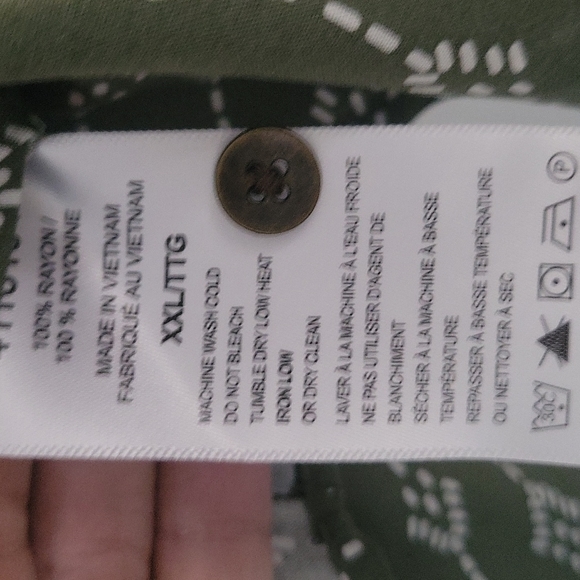 100% RAYON /
100 % RAYONNE
MADE IN VIETNAM
FABRIQUÉ AU VIETNAM
XXL/TTG
MACHINE WASH COLD
DO NOT BLEACH
TUMBLE DRY LOW HEAT
IRON LOW
OR DRY CLEAN
LAVER À LA MACHINE À L'EAU FROIDE
NE PAS UTILISER D'AGENT DE
BLANCHIMENT
SÉCHER À LA MACHINE À BASSE
TEMPÉRATURE
REPASSER À BASSE TEMPÉRATURE
OU NETTOYER À SEC
30C
P